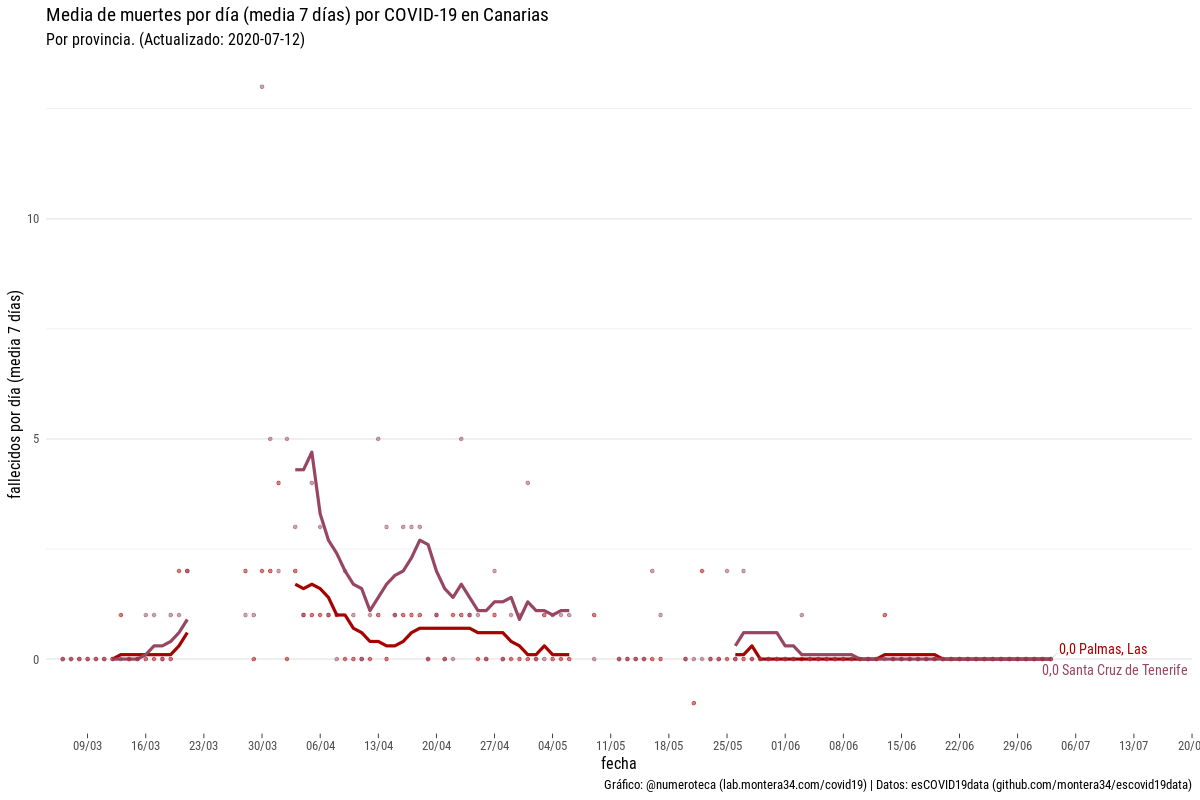 Media de muertes por día (media 7 días) por COVID-19 en Canarias
Por provincia. (Actualizado: 2020-07-12)
fallecidos por día (media 7 días)
10
5
0
0,0 Palmas, Las
0,0 Santa Cruz de Tenerife
09/03 16/03 23/03 30/03 06/04 13/04 20/04 27/04 04/05 11/05 18/05 25/05 01/06 08/06 15/06 22/06 29/06 06/07 13/07 20/0
fecha
Gráfico: @numeroteca (lab.montera34.com/covid19) | Datos: esCOVID19data (github.com/montera34/escovid19data)